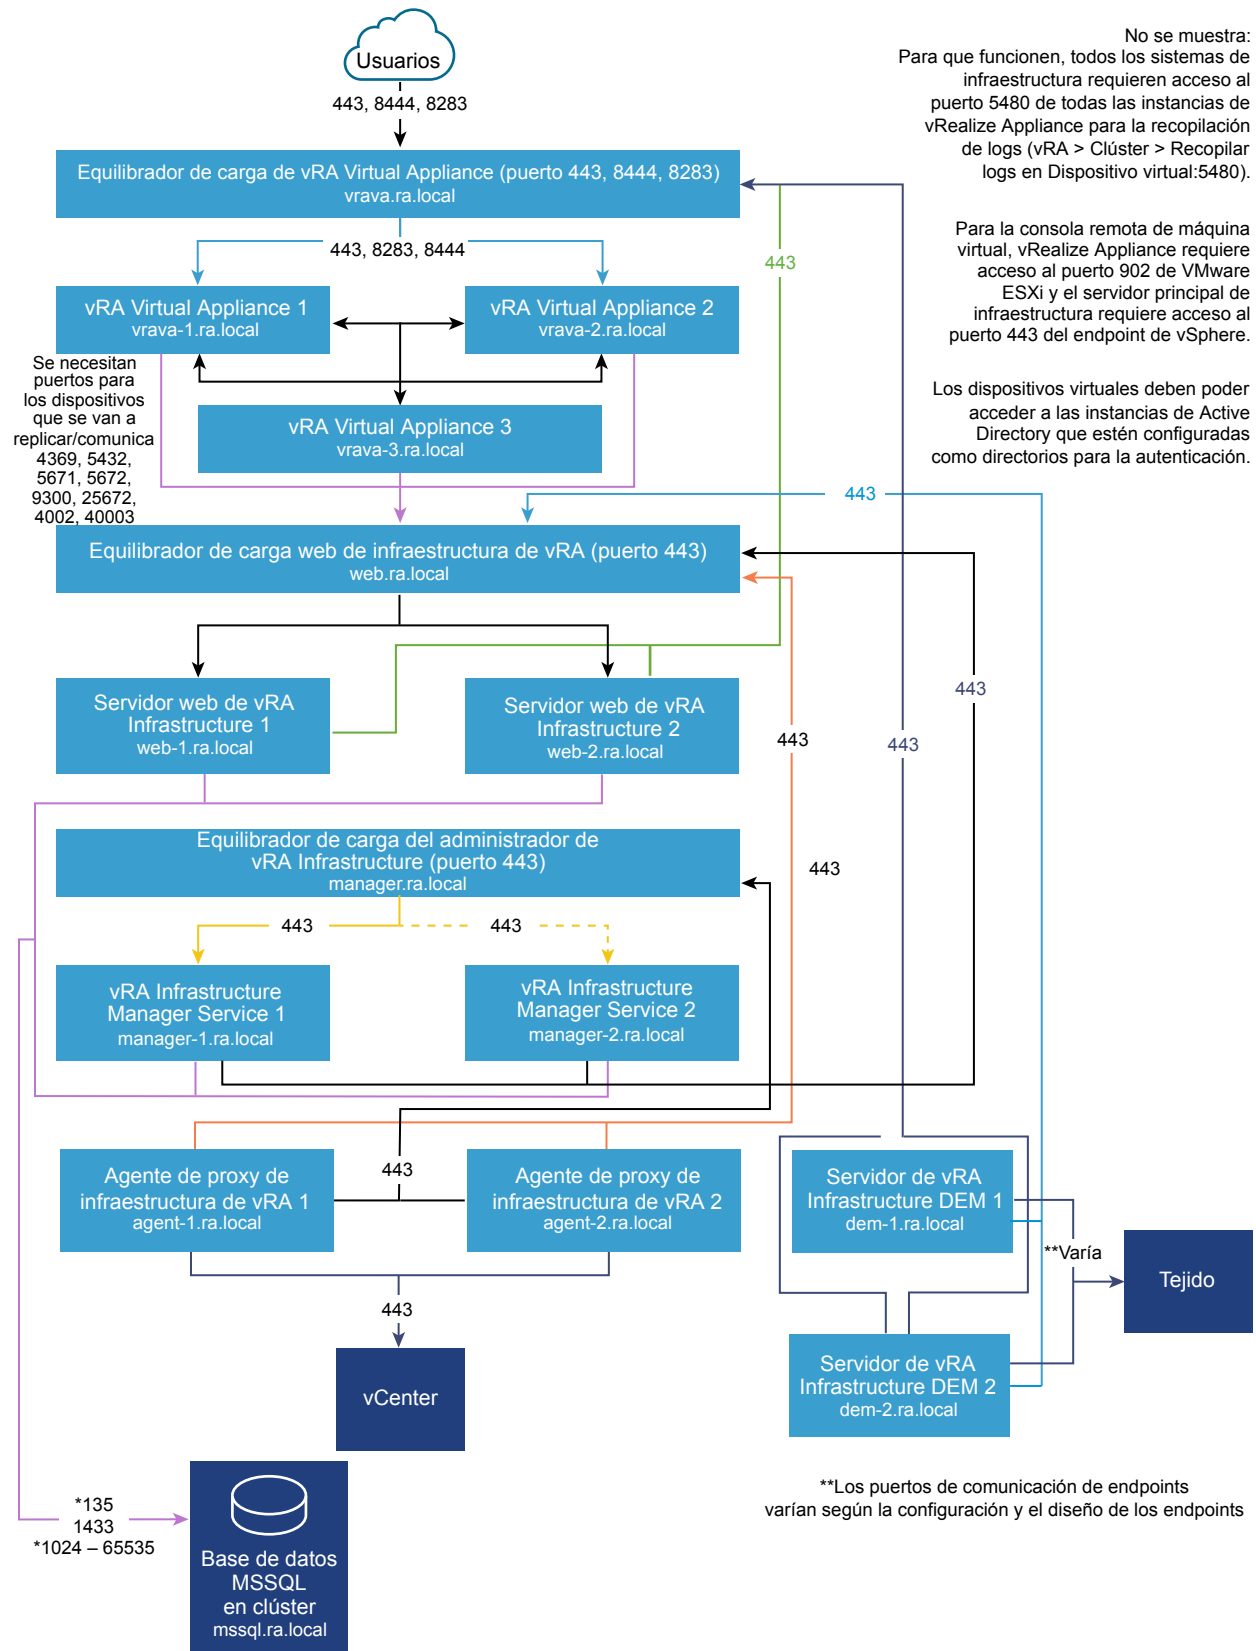 Usuarios
443, 8444, 8283
No se muestra:
Para que funcionen, todos los sistemas de
infraestructura requieren acceso al
puerto 5480 de todas las instancias de
vRealize Appliance para la recopilación
de logs (vRA > Clúster > Recopilar
logs en Dispositivo virtual:5480).
Equilibrador de carga de vRA Virtual Appliance (puerto 443, 8444, 8283)
vrava.ra.local
443, 8283, 8444
443
Para la consola remota de máquina
virtual, vRealize Appliance requiere
acceso al puerto 902 de VMware
ESXi y el servidor principal de
infraestructura requiere acceso al
puerto 443 del endpoint de vSphere.
vRA Virtual Appliance 1
vrava-1.ra.local
vRA Virtual Appliance 2
vrava-2.ra.local
Se necesitan
puertos para
los dispositivos
que se van a
replicar/comunica
4369, 5432,
5671, 5672,
9300, 25672,
4002, 40003
vRA Virtual Appliance 3
vrava-3.ra.local
Los dispositivos virtuales deben poder
acceder a las instancias de Active
Directory que estén configuradas
como directorios para la autenticación.
443
Equilibrador de carga web de infraestructura de vRA (puerto 443)
web.ra.local
Servidor web de vRA
Infrastructure 1
web-1.ra.local
Servidor web de vRA
Infrastructure 2
web-2.ra.local
443
443
443
Equilibrador de carga del administrador de
vRA Infrastructure (puerto 443)
manager.ra.local
443
443
443
vRA Infrastructure
Manager Service 1
manager-1.ra.local
vRA Infrastructure
Manager Service 2
manager-2.ra.local
Agente de proxy de
infraestructura de vRA 1
agent-1.ra.local
443
Agente de proxy de
infraestructura de vRA 2
agent-2.ra.local
Servidor de vRA
Infrastructure DEM 1
dem-1.ra.local
**Varía
Tejido
443
vCenter
Servidor de vRA
Infrastructure DEM 2
dem-2.ra.local
**Los puertos de comunicación de endpoints
varían según la configuración y el diseño de los endpoints
*135
1433
*1024 – 65535
Base de datos
MSSQL
en clúster
mssql.ra.local